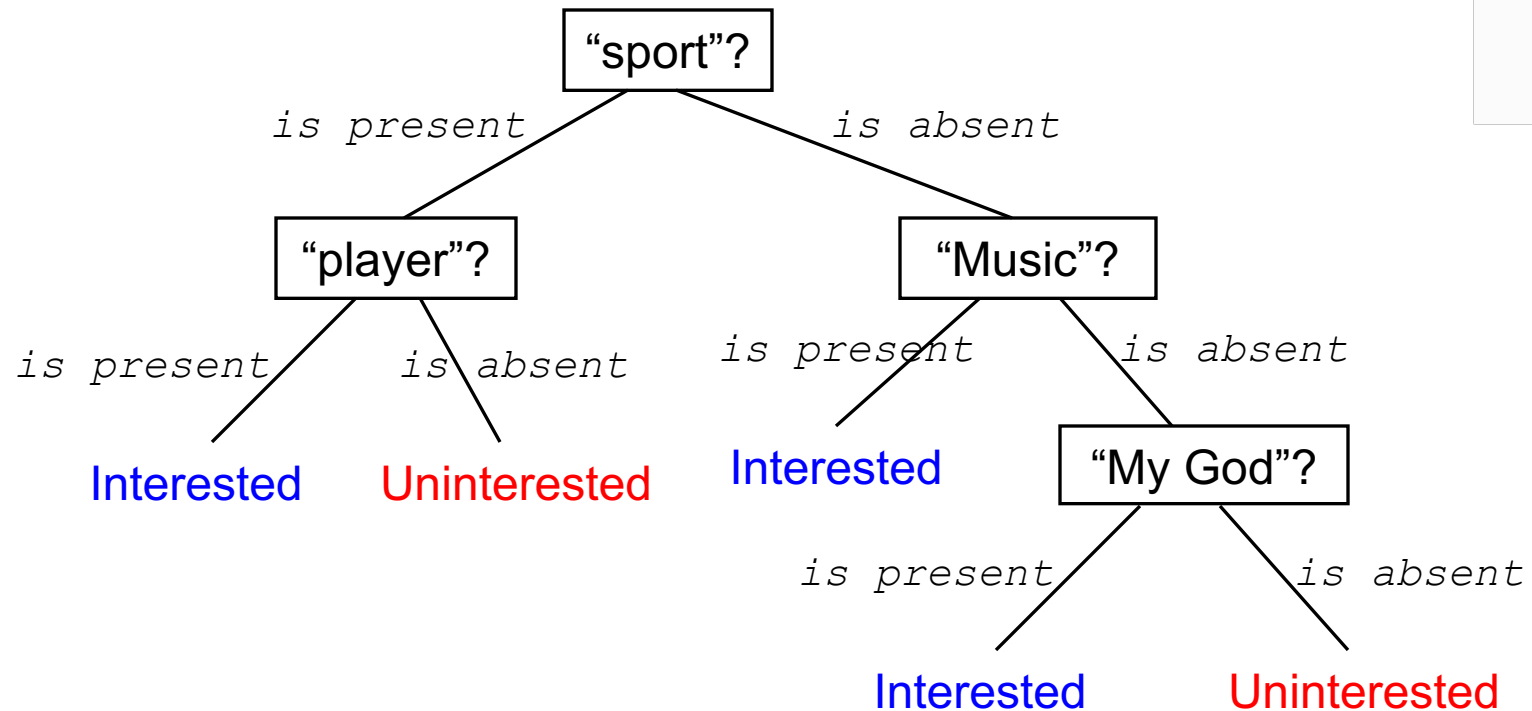 “sport”?
is present
is absent
“player”?
“Music”?
is present
is absent
is present
is absent
Interested
Uninterested
Interested
“My God”?
is present
is absent
Interested
Uninterested